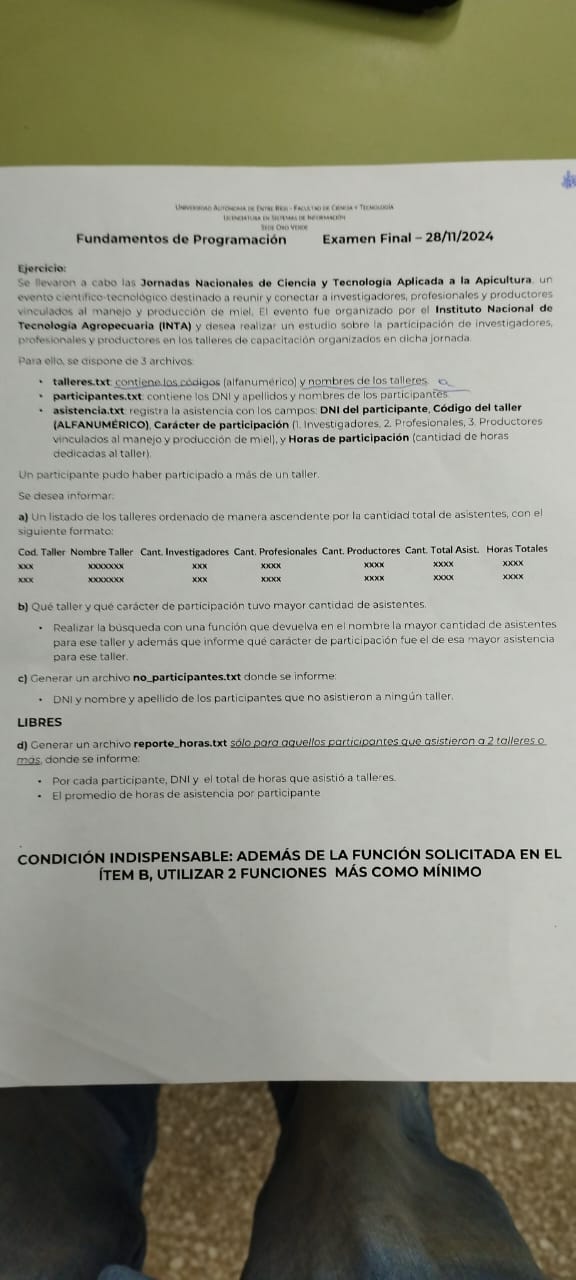 UNIVERSIDAD AUTÓNOMA DE ENTRE RÍOS - FACULTAD DE CIENCIA Y TECNOLOGÍA
LICENCIATURA EN SISTEMAS DE INFORMACIÓN
SEDE ORO VERDE
Fundamentos de Programación Examen Final – 28/11/2024
Ejercicio:
Se llevaron a cabo las Jornadas Nacionales de Ciencia y Tecnología Aplicada a la Apicultura, un
evento científico-tecnológico destinado a reunir y conectar a investigadores, profesionales y productores
vinculados al manejo y producción de miel. El evento fue organizado por el Instituto Nacional de
Tecnología Agropecuaria (INTA) y desea realizar un estudio sobre la participación de investigadores,
profesionales y productores en los talleres de capacitación organizados en dicha jornada.
Para ello, se dispone de 3 archivos:
• talleres.txt: contiene los códigos (alfanumérico) y nombres de los talleres.
• participantes.txt: contiene los DNI y apellidos y nombres de los participantes.
• asistencia.txt: registra la asistencia con los campos: DNI del participante, Código del taller
(ALFANUMÉRICO), Carácter de participación (1. Investigadores, 2. Profesionales, 3. Productores
vinculados al manejo y producción de miel), y Horas de participación (cantidad de horas
dedicadas al taller).
Un participante pudo haber participado a más de un taller.
Se desea informar:
a) Un listado de los talleres ordenado de manera ascendente por la cantidad total de asistentes, con el
siguiente formato:
Cod. Taller Nombre Taller Cant. Investigadores Cant. Profesionales Cant. Productores Cant. Total Asist. Horas Totales
xxx xxxxxxx xxx xxxx xxxx xxxx xxxx
xxx xxxxxxx xxx xxxx xxxx xxxx xxxx
b) Qué taller y qué carácter de participación tuvo mayor cantidad de asistentes.
• Realizar la búsqueda con una función que devuelva en el nombre la mayor cantidad de asistentes
para ese taller y además que informe qué carácter de participación fue el de esa mayor asistencia
para ese taller.
c) Generar un archivo no_participantes.txt donde se informe:
• DNI y nombre y apellido de los participantes que no asistieron a ningún taller.
LIBRES
d) Generar un archivo reporte_horas.txt sólo para aquellos participantes que asistieron a 2 talleres o
más, donde se informe:
• Por cada participante, DNI y el total de horas que asistió a talleres.
• El promedio de horas de asistencia por participante
CONDICIÓN INDISPENSABLE: ADEMÁS DE LA FUNCIÓN SOLICITADA EN EL
ÍTEM B, UTILIZAR 2 FUNCIONES MÁS COMO MÍNIMO